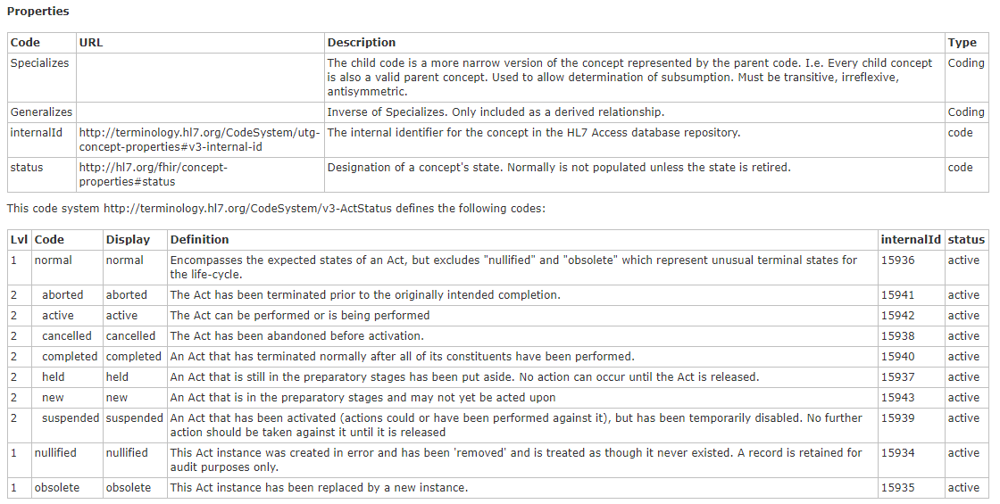 Properties
Code URL Description Type
Specializes The child code is a more narrow version of the concept represented by the parent code. I.e. Every child concept Coding
is also a valid parent concept. Used to allow determination of subsumption. Must be transitive, irreflexive,
antisymmetric.
Generalizes Inverse of Specializes. Only included as a derived relationship. Coding
internalId http://terminology.hl7.org/CodeSystem/utg- The internal identifier for the concept in the HL7 Access database repository. code
concept-properties#v3-internal-id
status http://hl7.org/fhir/concept- Designation of a concept's state. Normally is not populated unless the state is retired. code
properties#status
This code system http://terminology.hl7.org/CodeSystem/v3-ActStatus defines the following codes:
Lvl Code Display Definition internalId status
1 normal normal Encompasses the expected states of an Act, but excludes "nullified" and "obsolete" which represent unusual terminal states for 15936 active
the life-cycle.
2 aborted aborted The Act has been terminated prior to the originally intended completion. 15941 active
2 active active The Act can be performed or is being performed 15942 active
2 cancelled cancelled The Act has been abandoned before activation. 15938 active
2 completed completed An Act that has terminated normally after all of its constituents have been performed. 15940 active
2 held held An Act that is still in the preparatory stages has been put aside. No action can occur until the Act is released. 15937 active
2 new new An Act that is in the preparatory stages and may not yet be acted upon 15943 active
2 suspended suspended An Act that has been activated (actions could or have been performed against it), but has been temporarily disabled. No further 15939 active
action should be taken against it until it is released
1 nullified nullified This Act instance was created in error and has been 'removed' and is treated as though it never existed. A record is retained for 15934 active
audit purposes only.
1 obsolete obsolete This Act instance has been replaced by a new instance. 15935 active